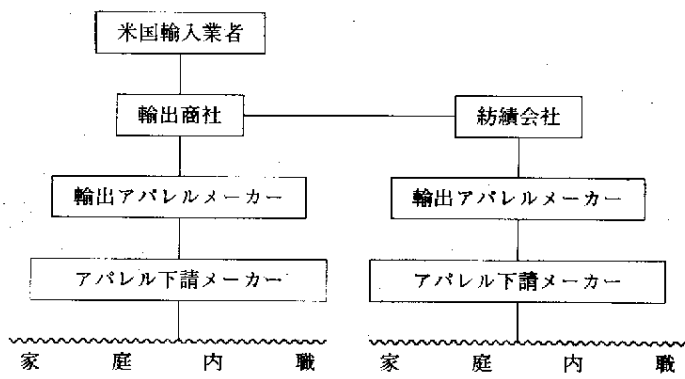 米国輸入業者
輸出商社
紡績会社
輸出アパレルメーカー
輸出アパレルメーカー
アパレル下請メーカー
アパレル下請メーカー
家庭内職
家庭内職